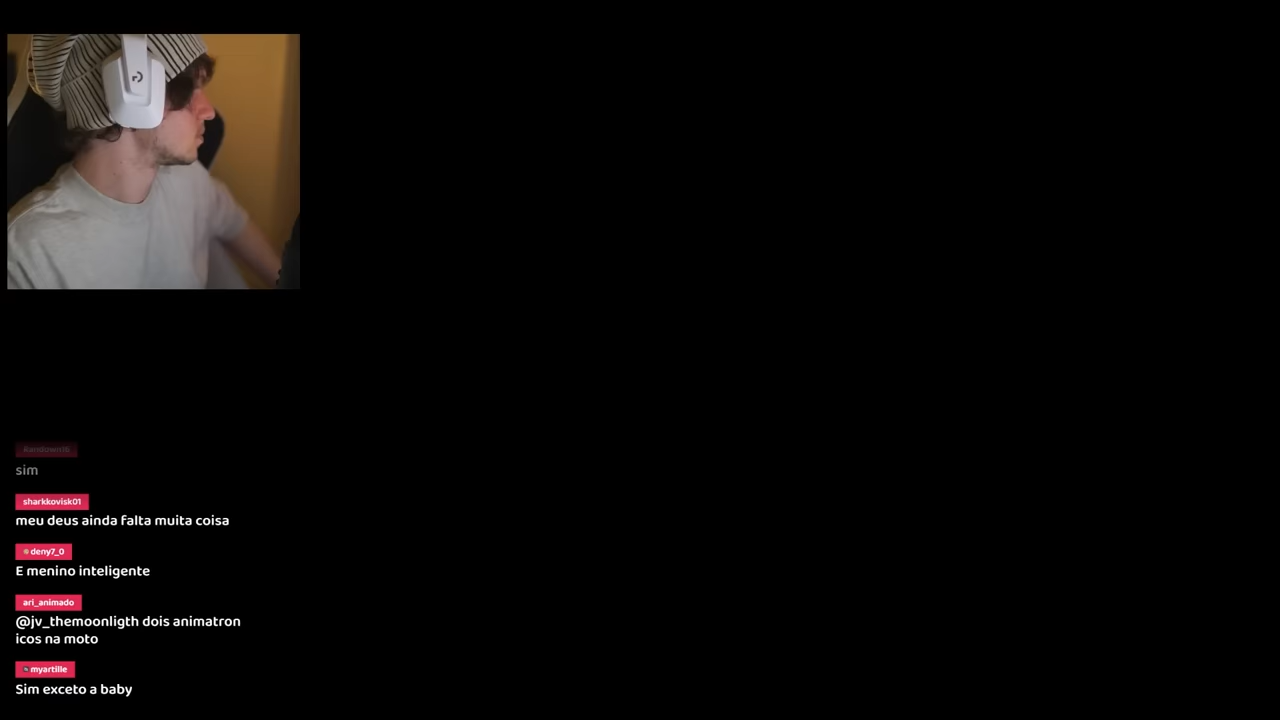 sim
sharkkovisk01
meu deus ainda falta muita coisa
deny7_0
E menino inteligente
ari_animado
@jv_themoonligth dois animatron
icos na moto
myartille
Sim exceto a baby